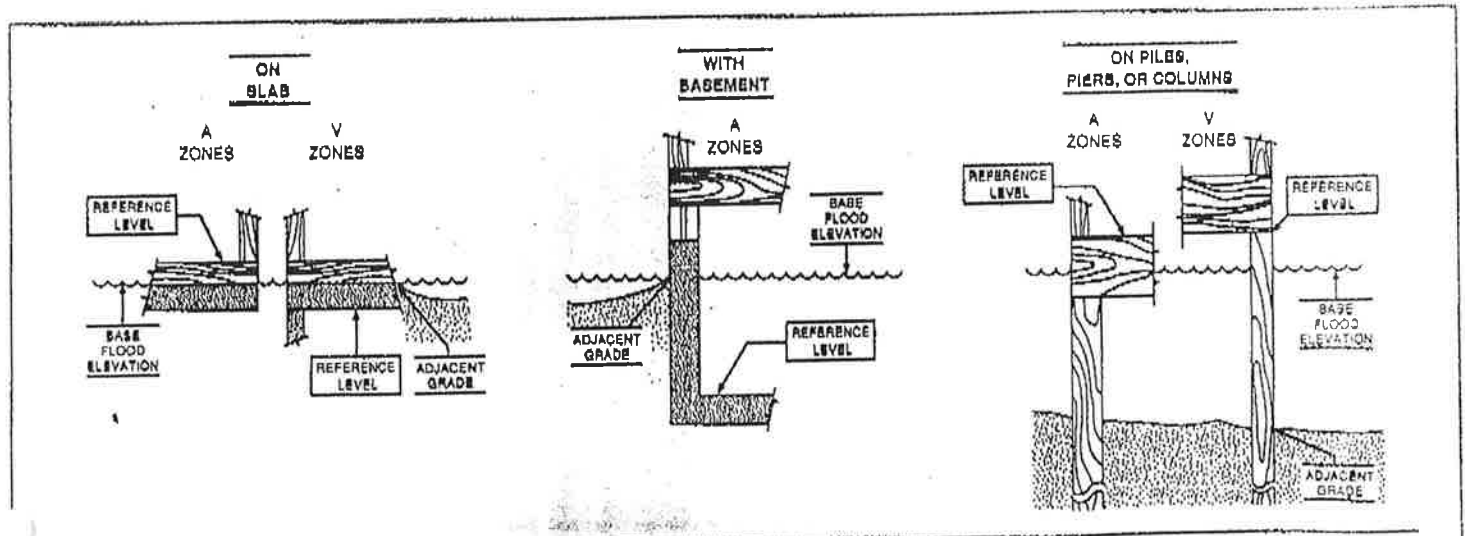 ON
SLAB
A
ZONES
V
ZONES
REFERENCE
LEVEL
BASE
FLOOD
ELEVATION
REFERENCE
LEVEL
ADJACENT
GRADE
WITH
BASEMENT
A
ZONES
BASE
FLOOD
ELEVATION
ADJACENT
GRADE
REFERENCE
LEVEL
ON PILES,
PIERS, OR COLUMNS
A
ZONES
V
ZONES
REFERENCE
LEVEL
REFERENCE
LEVEL
BASE
FLOOD
ELEVATION
ADJACENT
GRADE